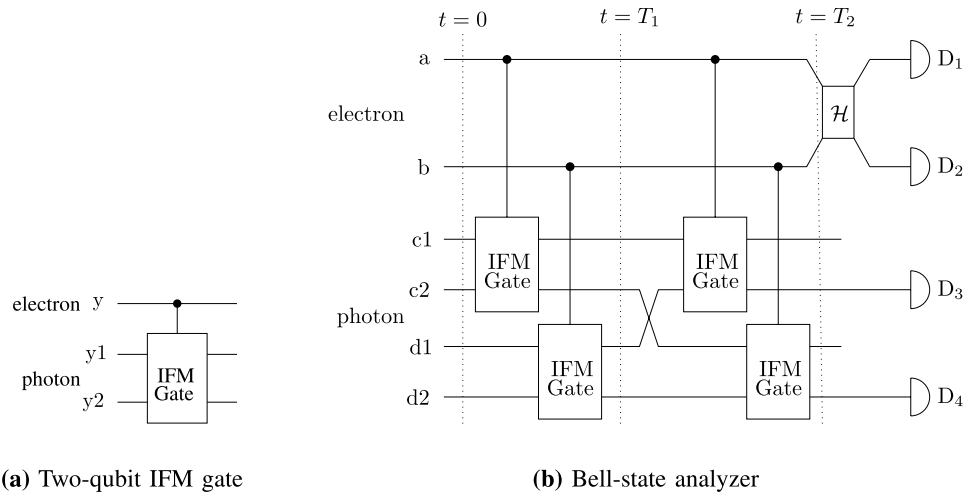 t = 0
t = T₁
t = T₂
a
D₁
electron
ℋ
b
D₂
c1
IFM
Gate
IFM
Gate
c2
D₃
photon
d1
IFM
Gate
IFM
Gate
d2
D₄
electron y
y1
photon
IFM
Gate
y2
(a) Two-qubit IFM gate
(b) Bell-state analyzer